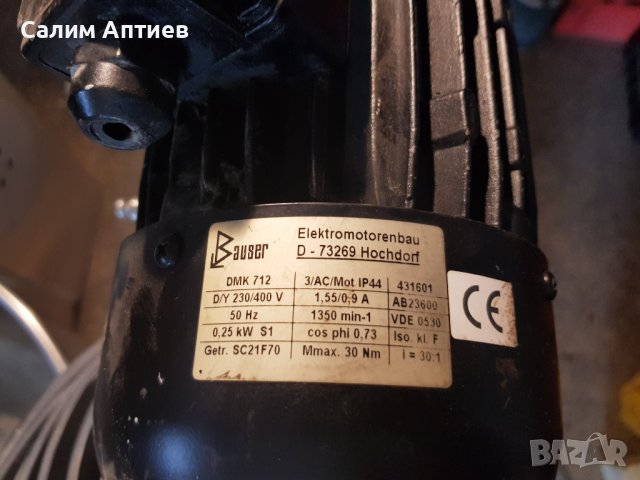 Салим Аптиев
Bauser
Elektromotorenbau
D - 73269 Hochdorf
DMK 712 3/AC/Mot IP44 431601
D/Y 230/400 V 1,55/0,9 A AB23600
50 Hz 1350 min-1 VDE 0530
0,25 kW S1 cos phi 0,73 Iso. kl. F
Getr. SC21F70 Mmax. 30 Nm i = 30:1
CE
BAZAR